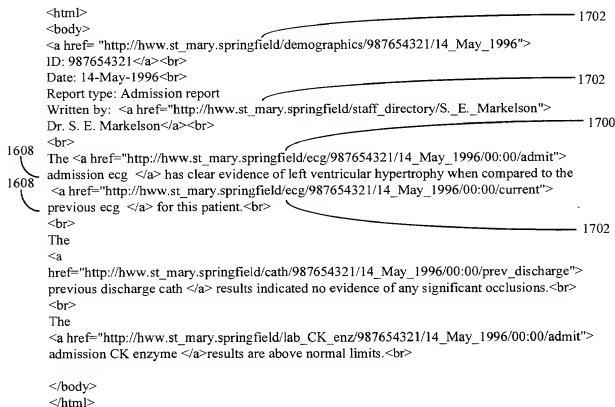 <html>
<body>
<a href= "http://hww.st_mary.springfield/demographics/987654321/14_May_1996">
1702
ID: 987654321</a><br>
Date: 14-May-1996<br>
1702
Report type: Admission report
Written by:  <a href="http://hww.st_mary.springfield/staff_directory/S._E._Markelson">
Dr. S. E. Markelson</a><br>
1700
<br>
1608
The <a href="http://hww.st_mary.springfield/ecg/987654321/14_May_1996/00:00/admit">
admission ecg  </a> has clear evidence of left ventricular hypertrophy when compared to the
1608
<a href="http://hww.st_mary.springfield/ecg/987654321/14_May_1996/00:00/current">
previous ecg  </a> for this patient.<br>
<br>
1702
The
<a
href="http://hww.st_mary.springfield/cath/987654321/14_May_1996/00:00/prev_discharge">
previous discharge cath </a> results indicated no evidence of any significant occlusions.<br>
<br>
The
<a href="http://hww.st_mary.springfield/lab_CK_enz/987654321/14_May_1996/00:00/admit">
admission CK enzyme </a>results are above normal limits.<br>
</body>
</html>